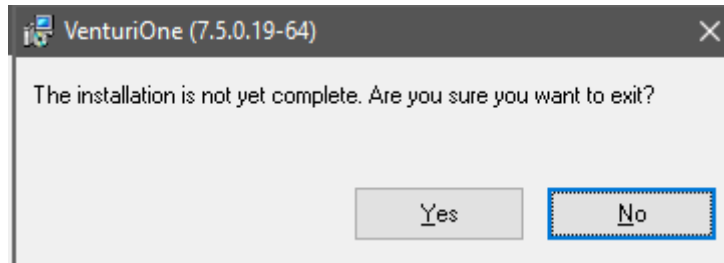 VenturiOne (7.5.0.19-64)
The installation is not yet complete. Are you sure you want to exit?
Yes
No